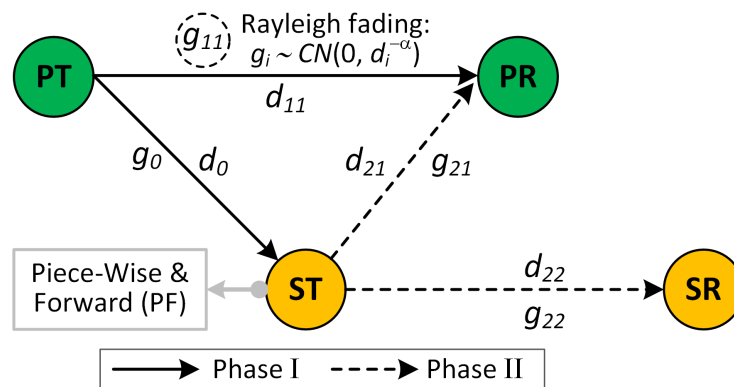 g₁₁ Rayleigh fading:
gᵢ ~ CN(0, dᵢ^−α)
PT
PR
d₁₁
g₀ d₀
d₂₁ g₂₁
Piece-Wise &
Forward (PF)
ST
d₂₂
SR
g₂₂
Phase I
Phase II